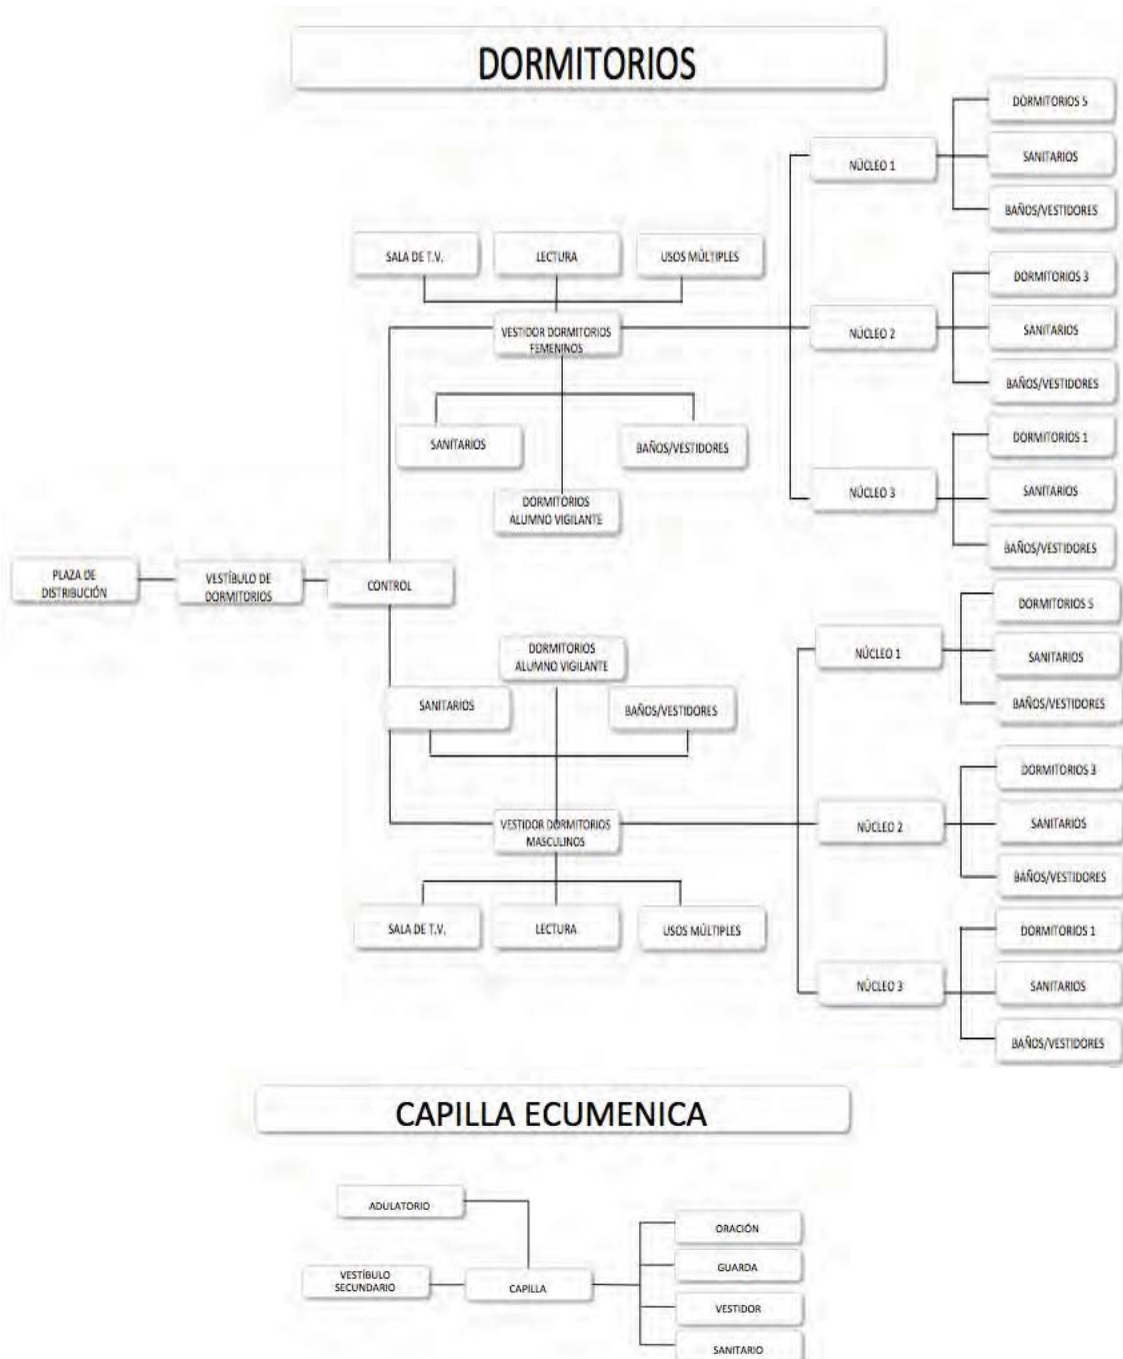 DORMITORIOS
DORMITORIOS 5
SANITARIOS
BAÑOS/VESTIDORES
NÚCLEO 1
SALA DE T.V.
LECTURA
USOS MÚLTIPLES
DORMITORIOS 3
SANITARIOS
BAÑOS/VESTIDORES
NÚCLEO 2
VESTIDOR DORMITORIOS
FEMENINOS
SANITARIOS
BAÑOS/VESTIDORES
DORMITORIOS
ALUMNO VIGILANTE
DORMITORIOS 1
SANITARIOS
BAÑOS/VESTIDORES
NÚCLEO 3
PLAZA DE
DISTRIBUCIÓN
VESTÍBULO DE
DORMITORIOS
CONTROL
DORMITORIOS
ALUMNO VIGILANTE
SANITARIOS
BAÑOS/VESTIDORES
NÚCLEO 1
DORMITORIOS 5
SANITARIOS
BAÑOS/VESTIDORES
VESTIDOR DORMITORIOS
MASCULINOS
NÚCLEO 2
DORMITORIOS 3
SANITARIOS
BAÑOS/VESTIDORES
SALA DE T.V.
LECTURA
USOS MÚLTIPLES
NÚCLEO 3
DORMITORIOS 1
SANITARIOS
BAÑOS/VESTIDORES
CAPILLA ECUMENICA
ADULATORIO
VESTÍBULO
SECUNDARIO
CAPILLA
ORACIÓN
GUARDA
VESTIDOR
SANITARIO